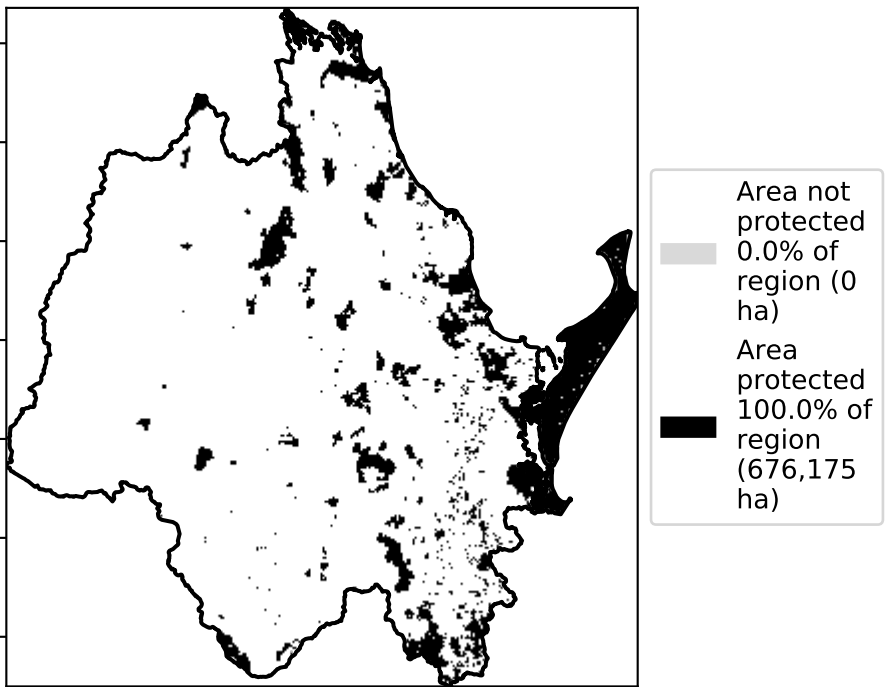 Area not
protected
0.0% of
region (0
ha)
Area
protected
100.0% of
region
(676,175
ha)